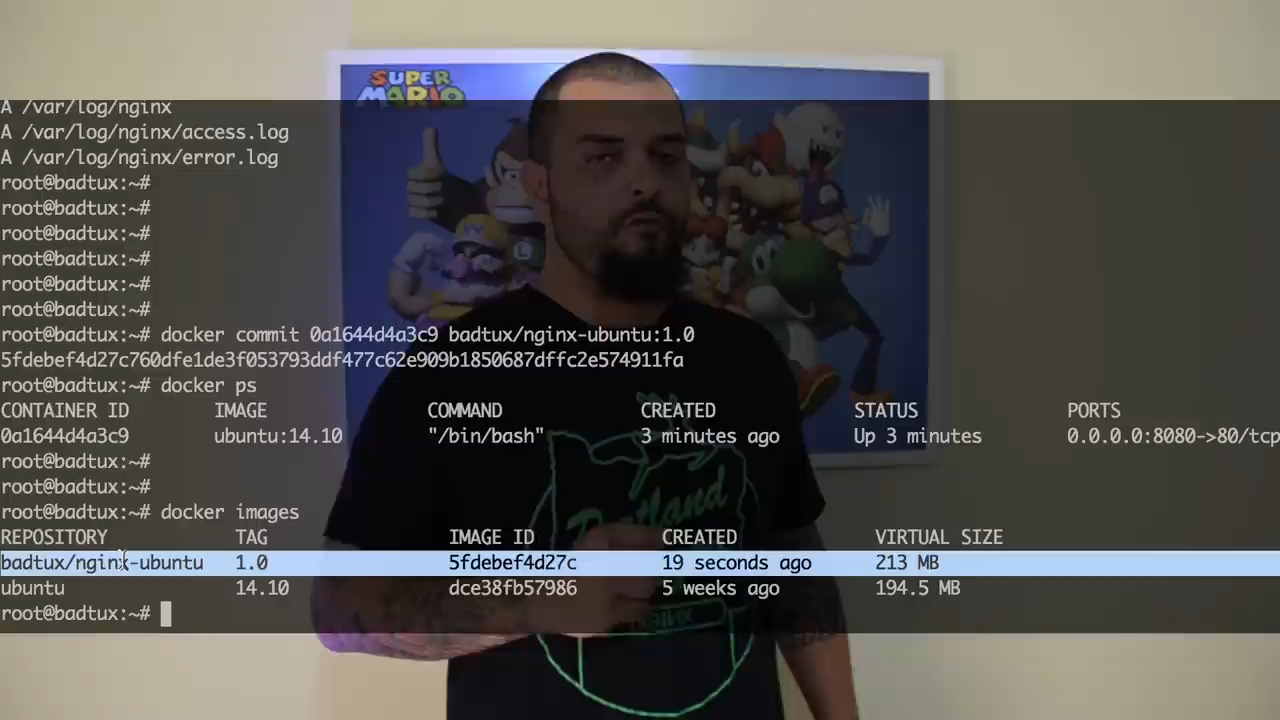 SUPER
MARIO
A /var/log/nginx
A /var/log/nginx/access.log
A /var/log/nginx/error.log
root@badtux:~#
root@badtux:~#
root@badtux:~#
root@badtux:~#
root@badtux:~#
root@badtux:~#
root@badtux:~# docker commit 0a1644d4a3c9 badtux/nginx-ubuntu:1.0
5fdebef4d27c760dfe1de3f053793ddf477c62e909b1850687dffc2e574911fa
root@badtux:~# docker ps
CONTAINER ID IMAGE COMMAND CREATED STATUS PORTS
0a1644d4a3c9 ubuntu:14.10 "/bin/bash" 3 minutes ago Up 3 minutes 0.0.0.0:8080->80/tcp
root@badtux:~#
root@badtux:~#
root@badtux:~# docker images
REPOSITORY TAG IMAGE ID CREATED VIRTUAL SIZE
badtux/nginx-ubuntu 1.0 5fdebef4d27c 19 seconds ago 213 MB
ubuntu 14.10 dce38fb57986 5 weeks ago 194.5 MB
root@badtux:~#
Portland